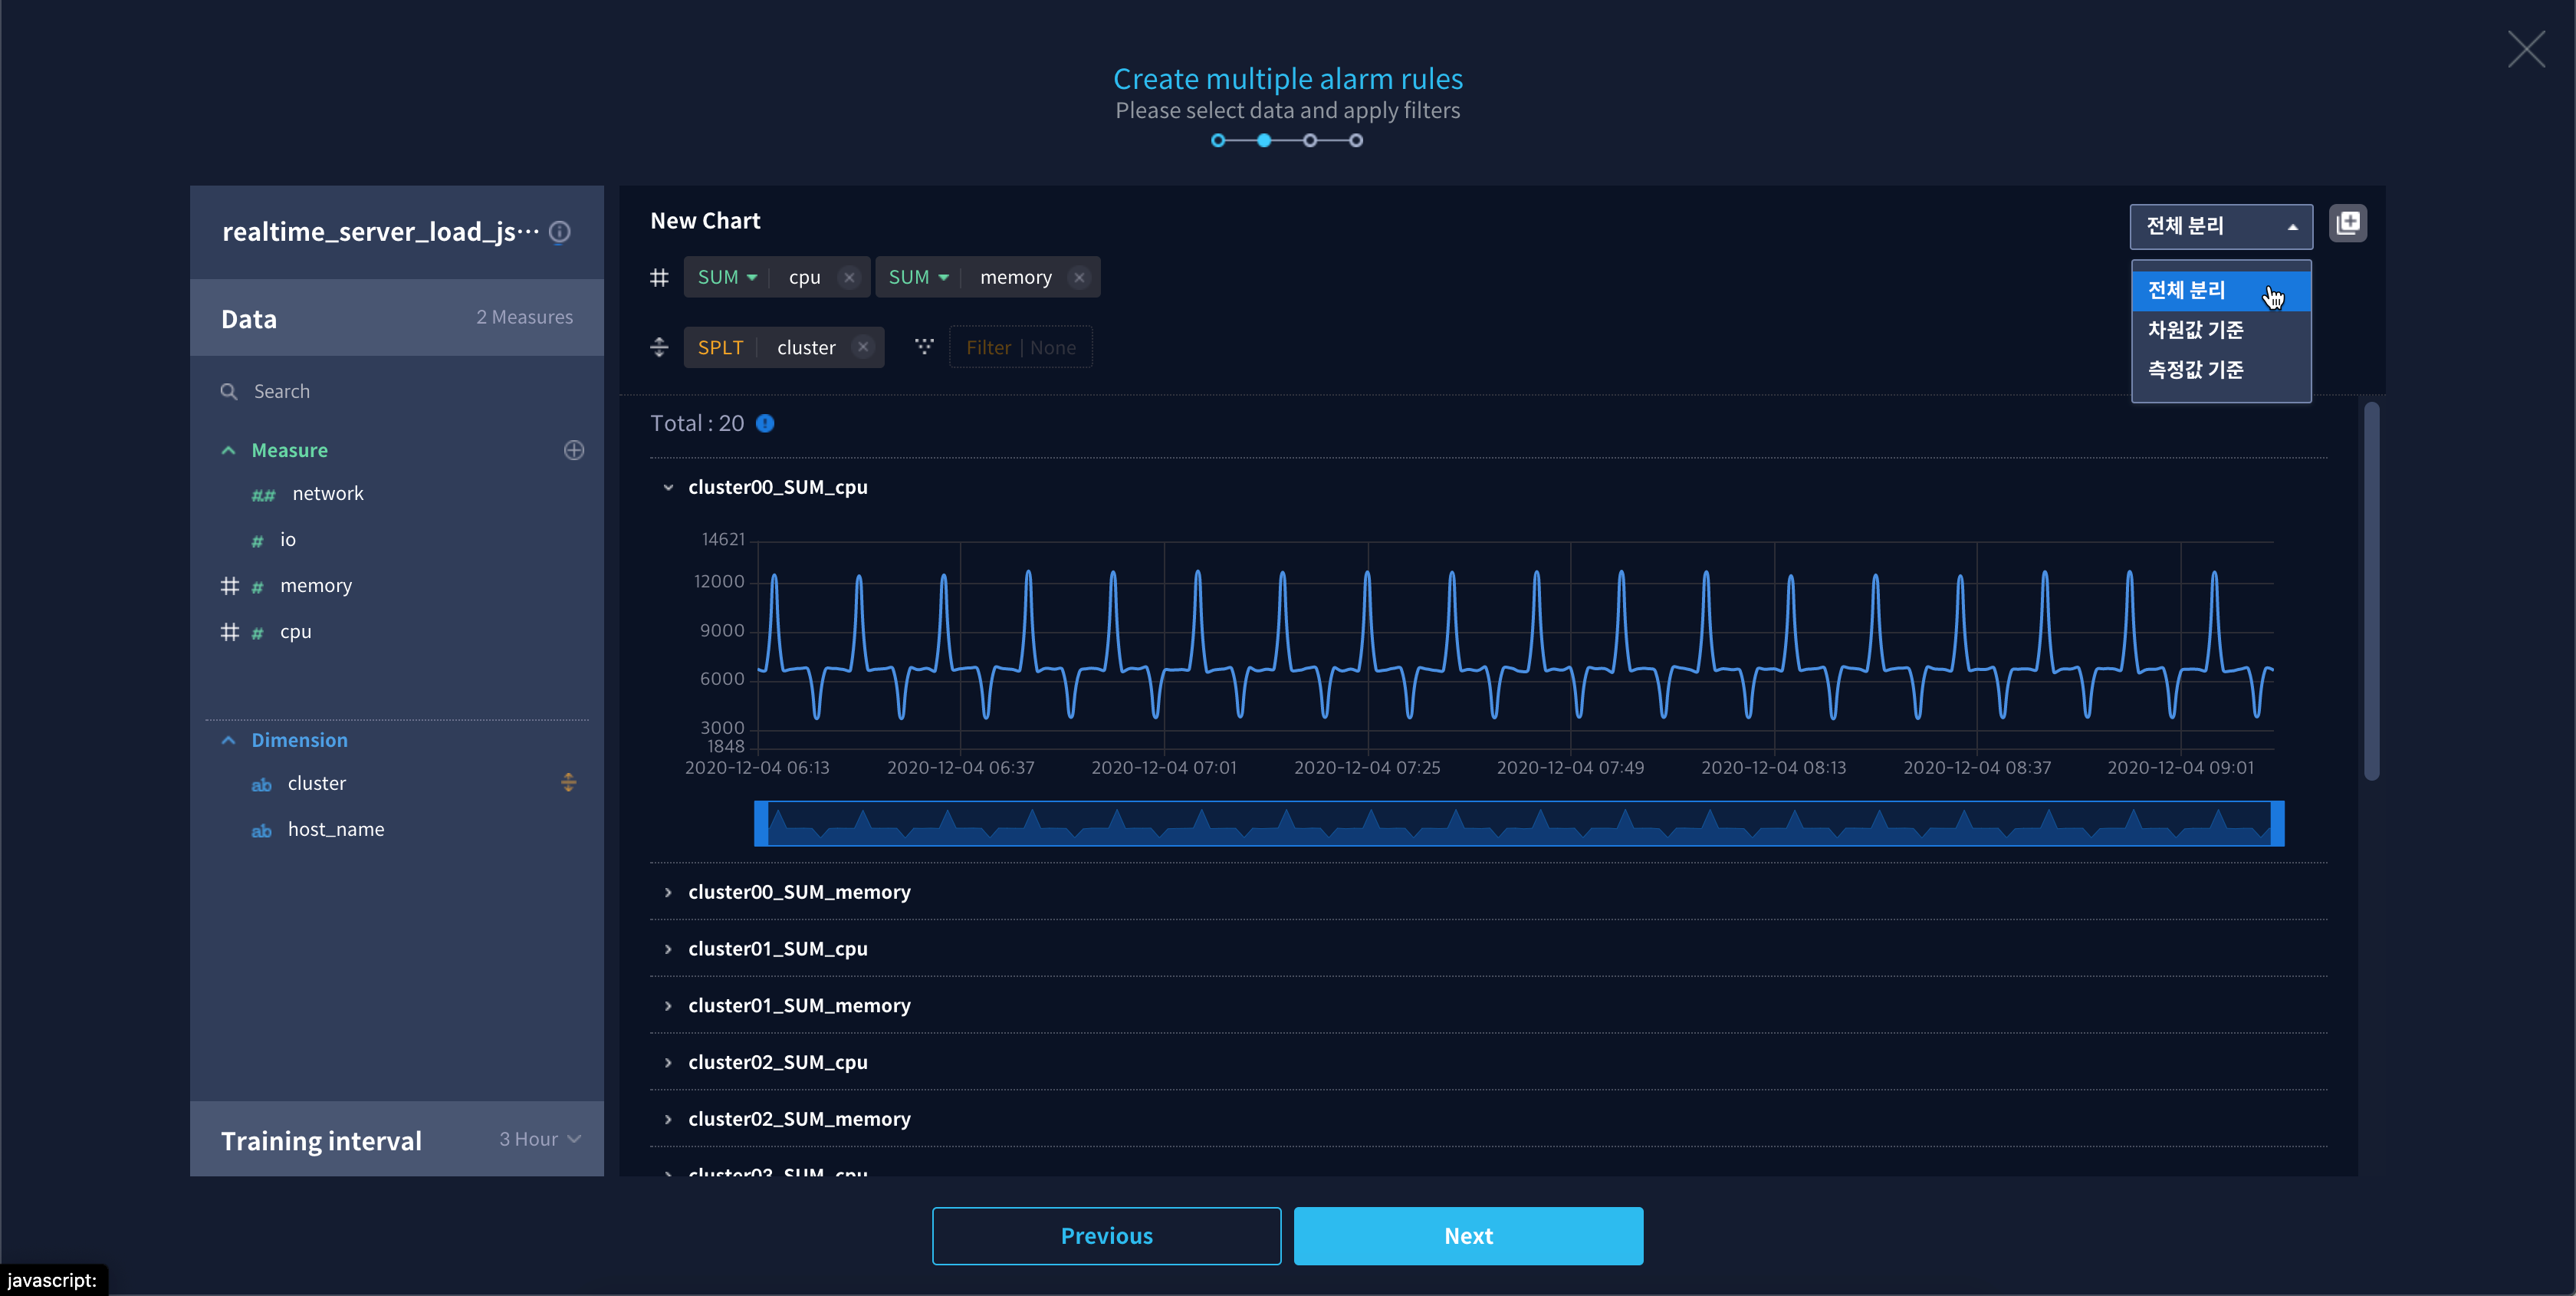 Create multiple alarm rules
Please select data and apply filters
realtime_server_load_js···
Data 2 Measures
Search
Measure
## network
# io
# memory
# cpu
Dimension
ab cluster
ab host_name
Training interval 3 Hour
New Chart
전체 분리
전체 분리
차원값 기준
측정값 기준
SUM cpu SUM memory
SPLT cluster Filter | None
Total : 20
cluster00_SUM_cpu
14621
12000
9000
6000
3000
1848
2020-12-04 06:13 2020-12-04 06:37 2020-12-04 07:01 2020-12-04 07:25 2020-12-04 07:49 2020-12-04 08:13 2020-12-04 08:37 2020-12-04 09:01
cluster00_SUM_memory
cluster01_SUM_cpu
cluster01_SUM_memory
cluster02_SUM_cpu
cluster02_SUM_memory
cluster03_SUM_cpu
Previous Next
javascript: